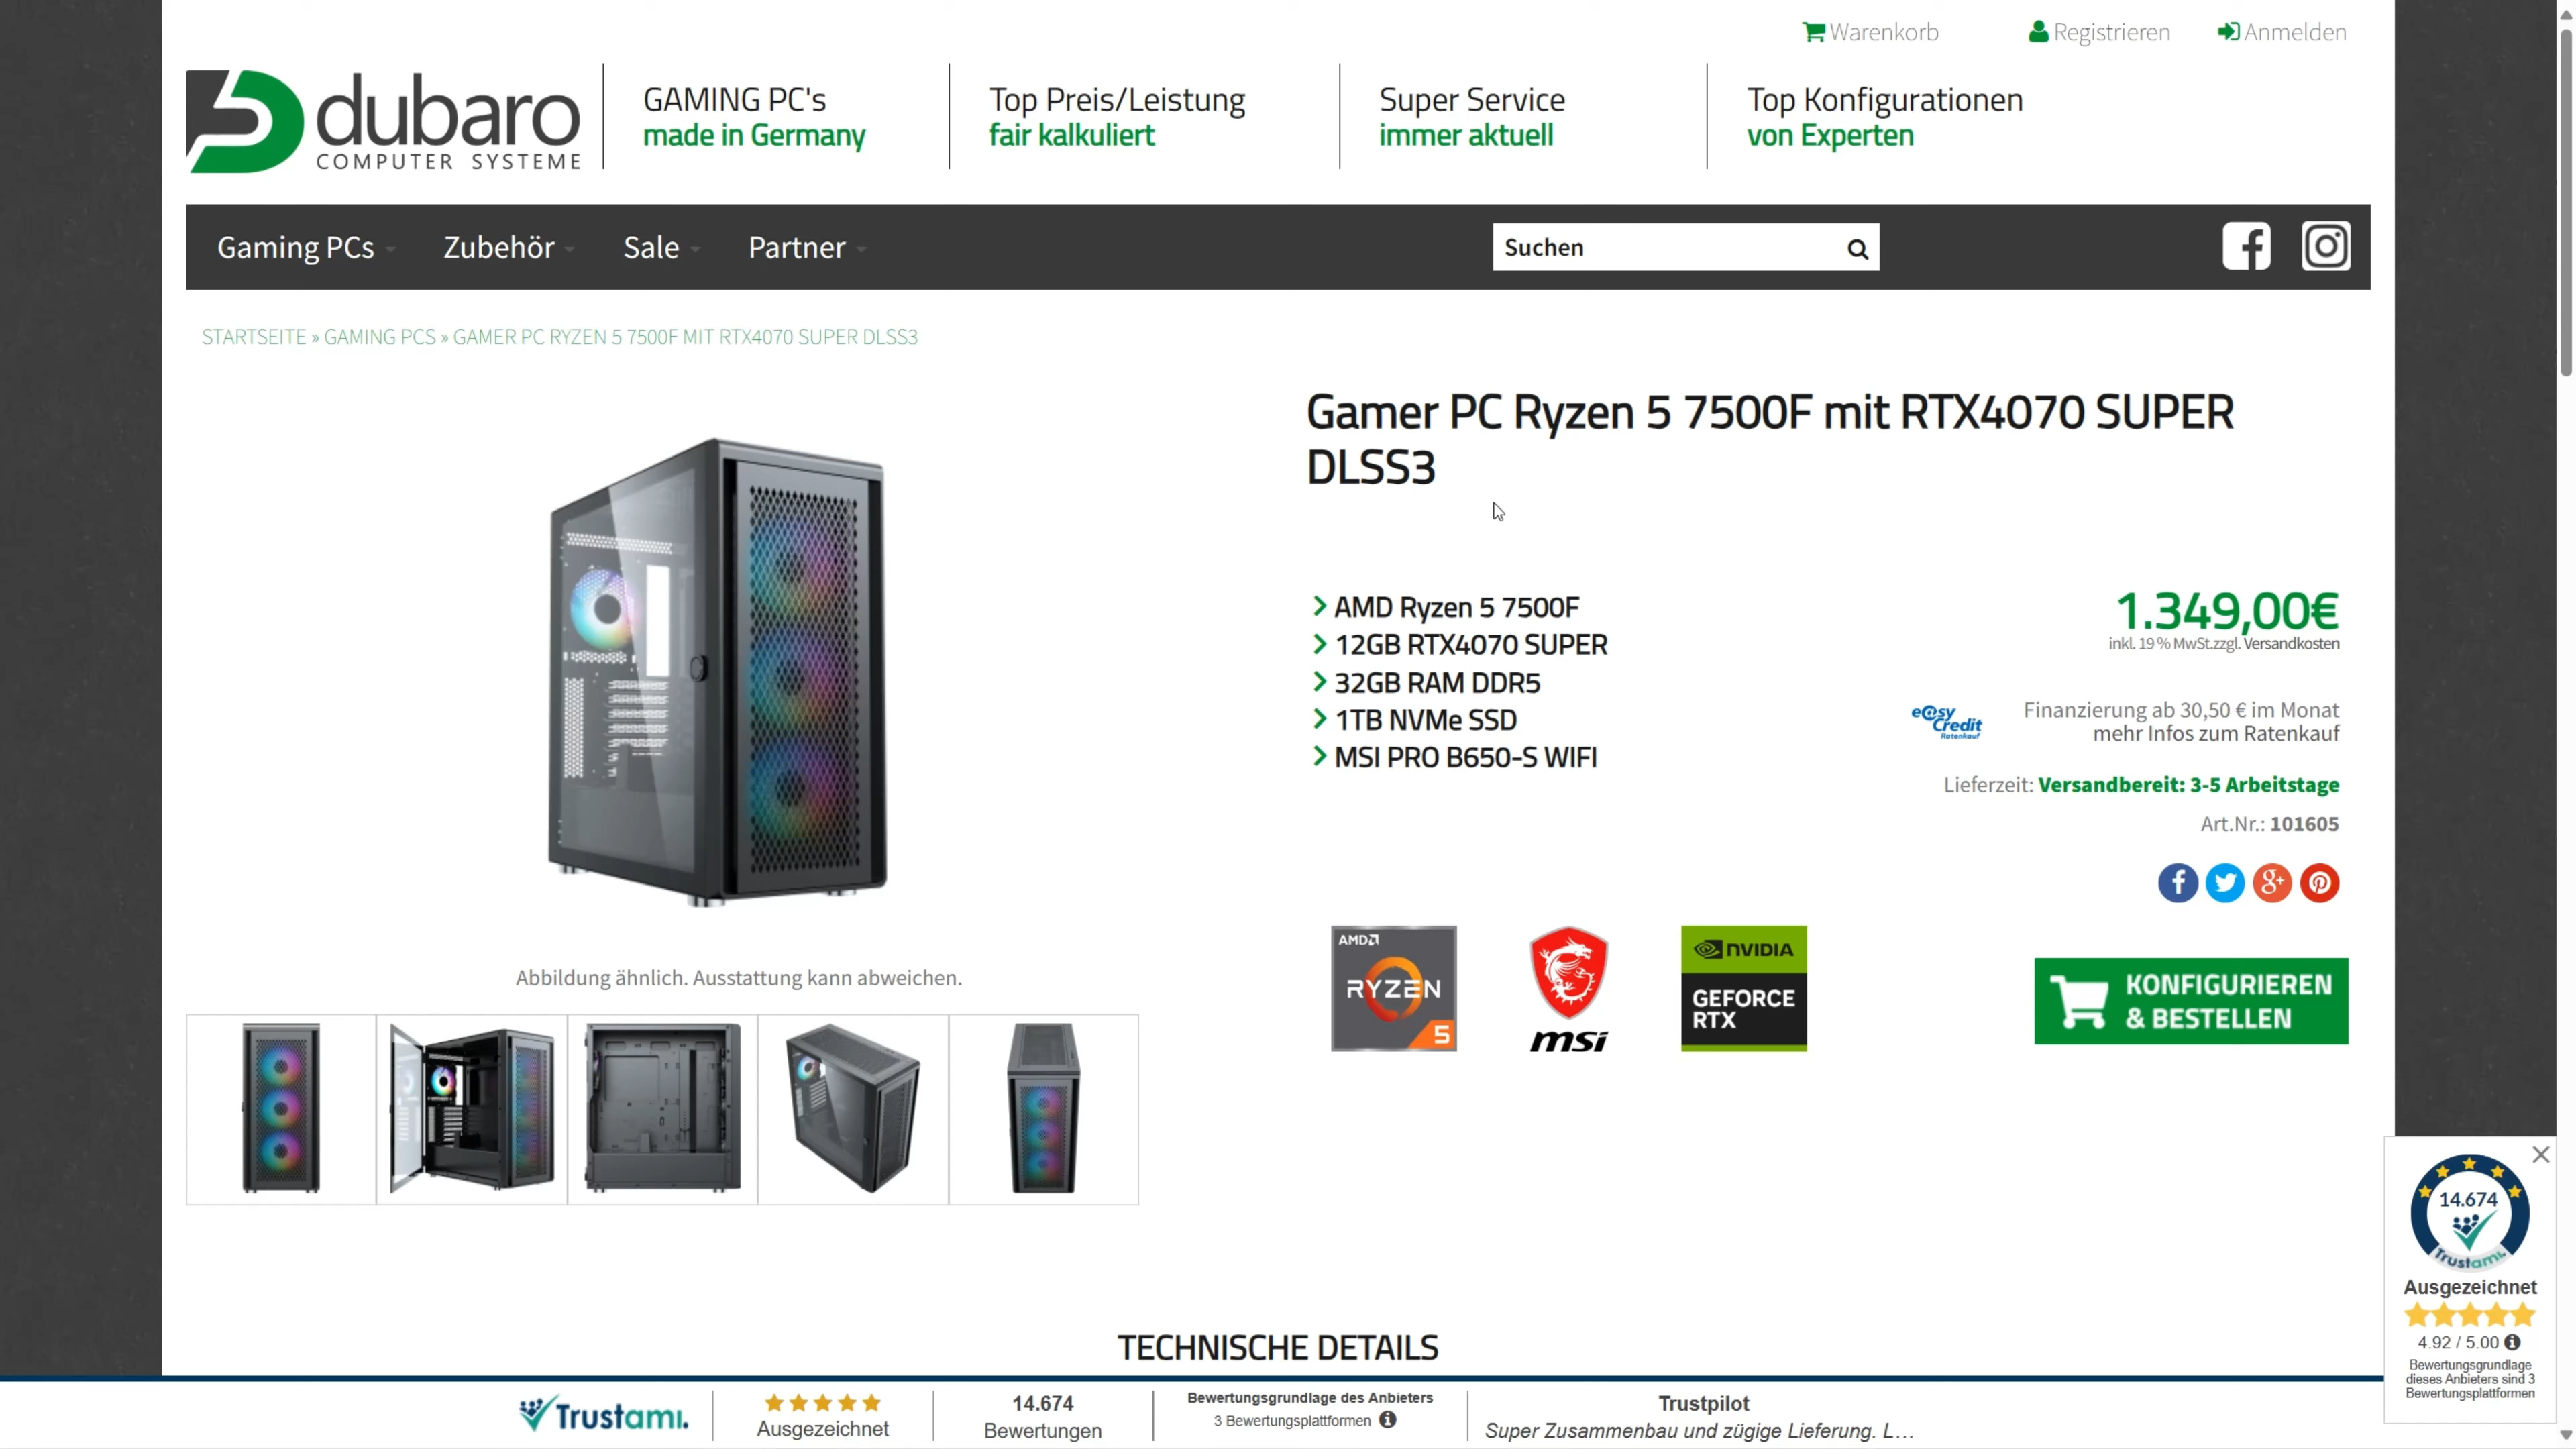 Warenkorb
Registrieren
Anmelden
dubaro
COMPUTER SYSTEME
GAMING PC's
made in Germany
Top Preis/Leistung
fair kalkuliert
Super Service
immer aktuell
Top Konfigurationen
von Experten
Gaming PCs
Zubehör
Sale
Partner
Suchen
STARTSEITE » GAMING PCS » GAMER PC RYZEN 5 7500F MIT RTX4070 SUPER DLSS3
Gamer PC Ryzen 5 7500F mit RTX4070 SUPER
DLSS3
AMD Ryzen 5 7500F
12GB RTX4070 SUPER
32GB RAM DDR5
1TB NVMe SSD
MSI PRO B650-S WIFI
1.349,00€
inkl. 19 % MwSt.zzgl. Versandkosten
e@sy
Credit
Ratenkauf
Finanzierung ab 30,50 € im Monat
mehr Infos zum Ratenkauf
Lieferzeit: Versandbereit: 3-5 Arbeitstage
Art.Nr.: 101605
AMD
RYZEN
5
msi
NVIDIA
GEFORCE
RTX
KONFIGURIEREN
& BESTELLEN
Abbildung ähnlich. Ausstattung kann abweichen.
TECHNISCHE DETAILS
14.674
Trustami.
Ausgezeichnet
4.92 / 5.00
Bewertungsgrundlage
dieses Anbieters sind 3
Bewertungsplattformen
Trustami.
Ausgezeichnet
14.674
Bewertungen
Bewertungsgrundlage des Anbieters
3 Bewertungsplattformen
Trustpilot
Super Zusammenbau und zügige Lieferung. L...